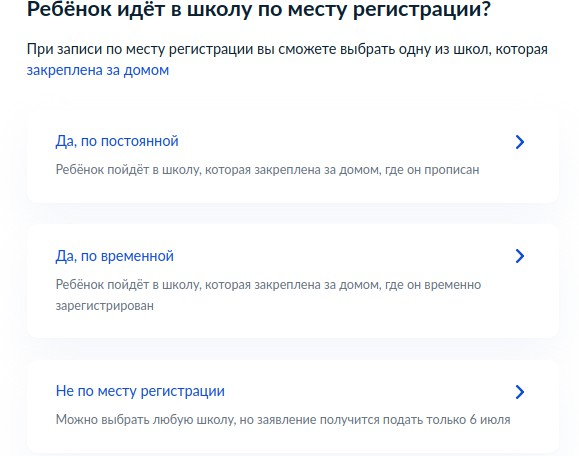 Ребёнок идёт в школу по месту регистрации?
При записи по месту регистрации вы сможете выбрать одну из школ, которая
закреплена за домом
Да, по постоянной
Ребёнок пойдёт в школу, которая закреплена за домом, где он прописан
Да, по временной
Ребёнок пойдёт в школу, которая закреплена за домом, где он временно
зарегистрирован
Не по месту регистрации
Можно выбрать любую школу, но заявление получится подать только 6 июля